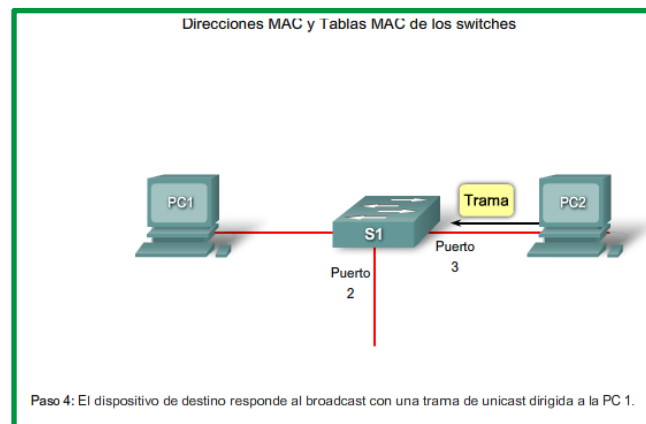 Direcciones MAC y Tablas MAC de los switches
PC1
Trama
PC2
S1
Puerto
3
Puerto
2
Paso 4: El dispositivo de destino responde al broadcast con una trama de unicast dirigida a la PC 1.